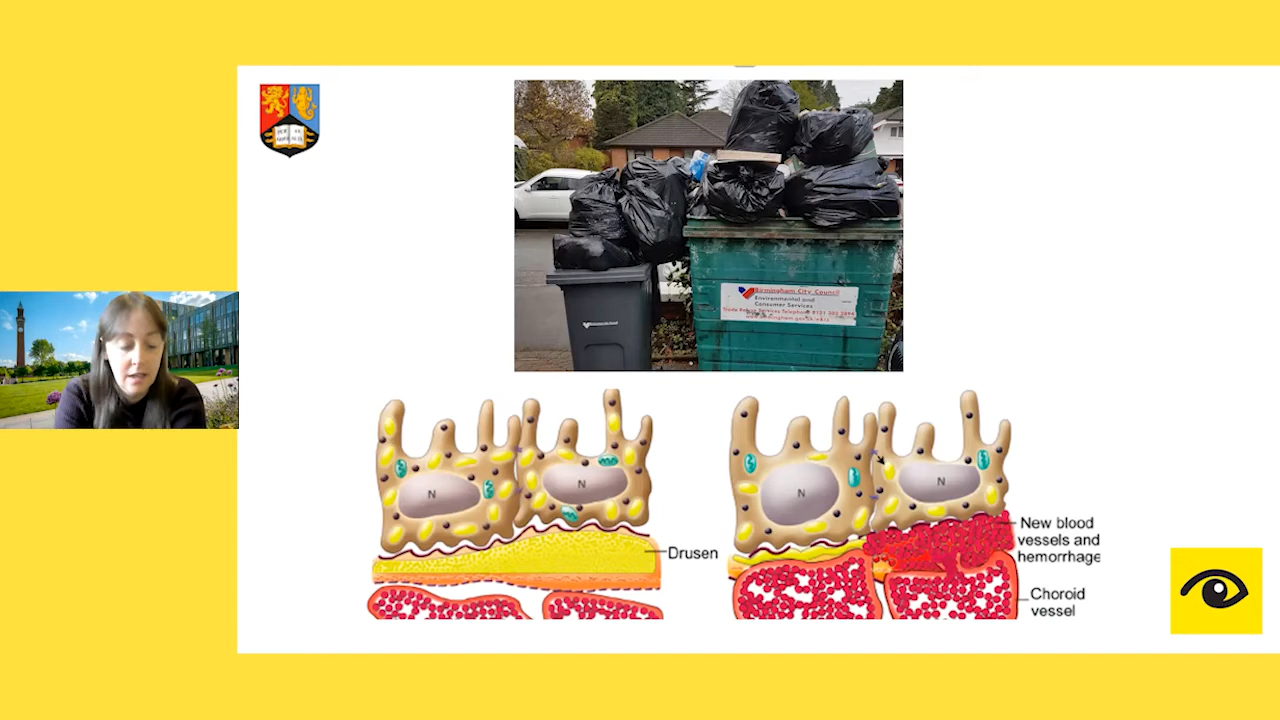 Birmingham City Council
Environmental and
Consumer Services
N
N
N
N
Drusen
New blood
vessels and
hemorrhage
Choroid
vessel